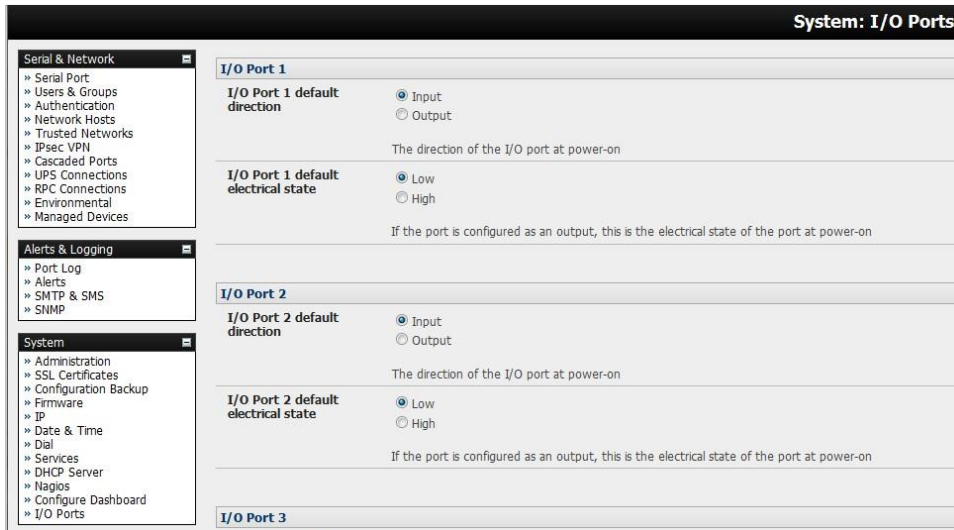 System: I/O Ports
Serial & Network
» Serial Port
» Users & Groups
» Authentication
» Network Hosts
» Trusted Networks
» IPsec VPN
» Cascaded Ports
» UPS Connections
» RPC Connections
» Environmental
» Managed Devices
Alerts & Logging
» Port Log
» Alerts
» SMTP & SMS
» SNMP
System
» Administration
» SSL Certificates
» Configuration Backup
» Firmware
» IP
» Date & Time
» Dial
» Services
» DHCP Server
» Nagios
» Configure Dashboard
» I/O Ports
I/O Port 1
I/O Port 1 default
direction
Input
Output
The direction of the I/O port at power-on
I/O Port 1 default
electrical state
Low
High
If the port is configured as an output, this is the electrical state of the port at power-on
I/O Port 2
I/O Port 2 default
direction
Input
Output
The direction of the I/O port at power-on
I/O Port 2 default
electrical state
Low
High
If the port is configured as an output, this is the electrical state of the port at power-on
I/O Port 3